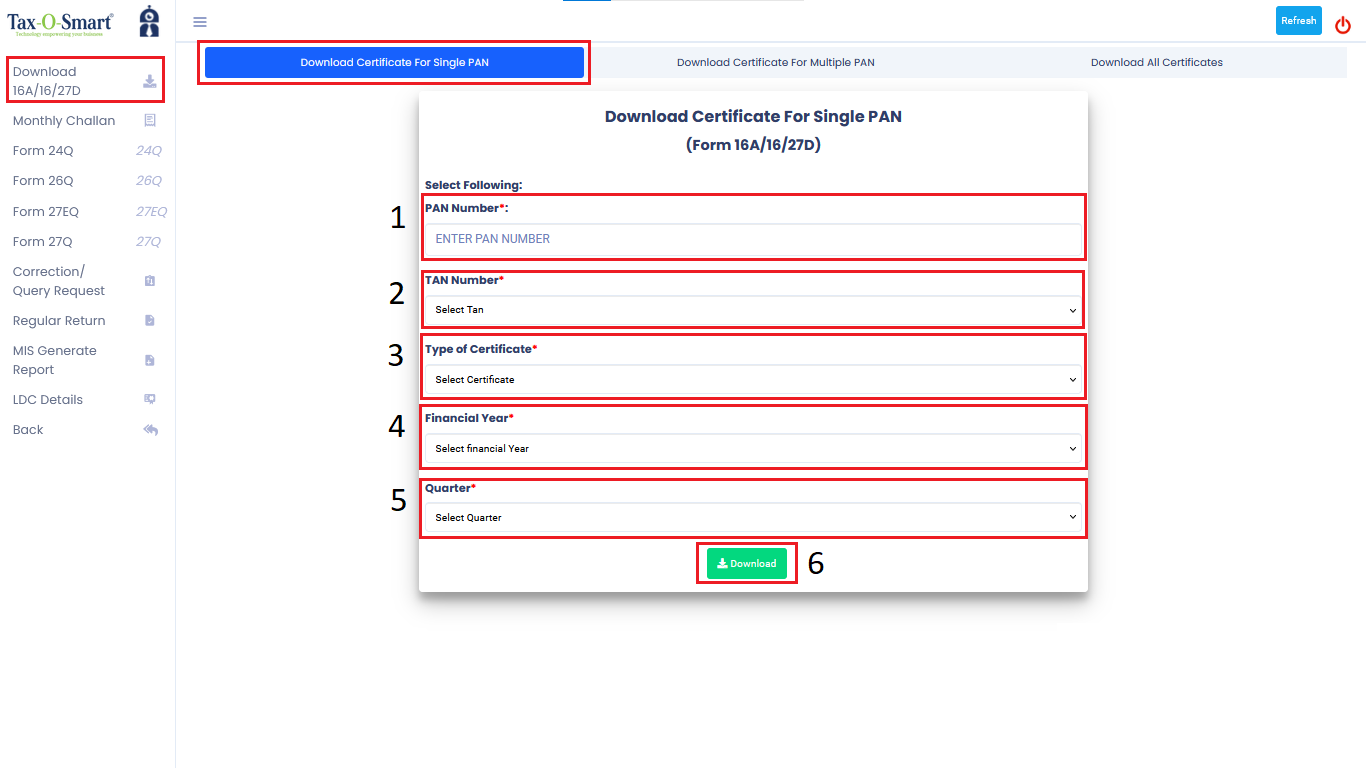 Tax-O-Smart®
Technology empowering your business
Refresh
Download
16A/16/27D
Monthly Challan
Form 24Q 24Q
Form 26Q 26Q
Form 27EQ 27EQ
Form 27Q 27Q
Correction/
Query Request
Regular Return
MIS Generate
Report
LDC Details
Back
Download Certificate For Single PAN
Download Certificate For Multiple PAN
Download All Certificates
Download Certificate For Single PAN
(Form 16A/16/27D)
Select Following:
1
PAN Number*:
ENTER PAN NUMBER
2
TAN Number*
Select Tan
3
Type of Certificate*
Select Certificate
4
Financial Year*
Select financial Year
5
Quarter*
Select Quarter
Download
6